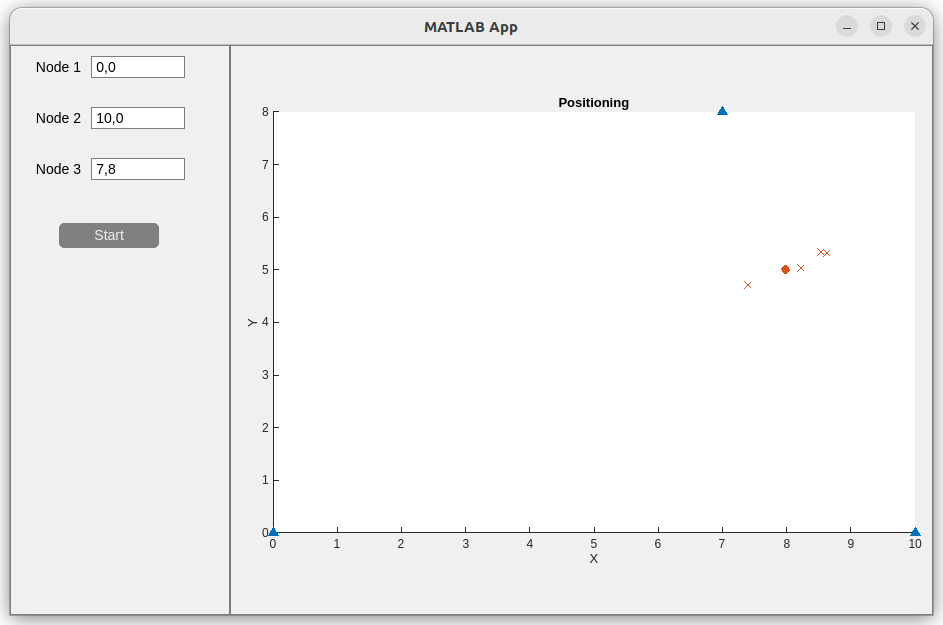 MATLAB App
Node 1 0,0
Node 2 10,0
Node 3 7,8
Start
Positioning
8
7
6
5
4
3
2
1
0
Y
0 1 2 3 4 5 6 7 8 9 10
X